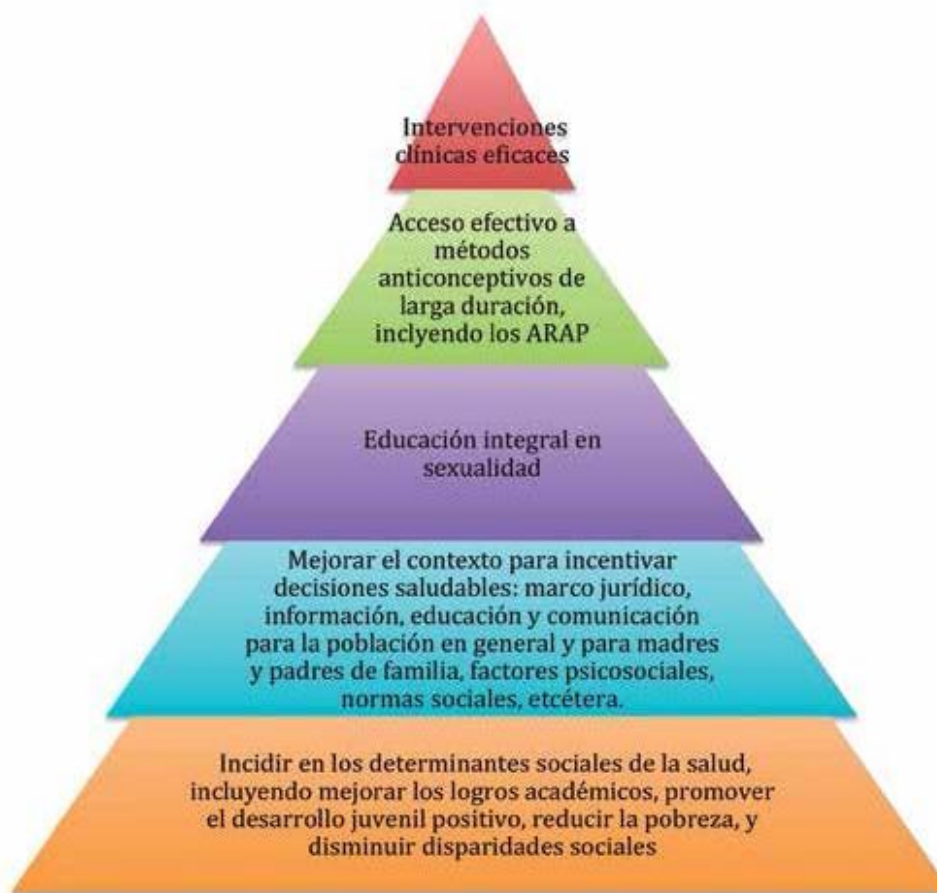 Intervenciones
clínicas eficaces
Acceso efectivo a
métodos
anticonceptivos de
larga duración,
inclyendo los ARAP
Educación integral en
sexualidad
Mejorar el contexto para incentivar
decisiones saludables: marco jurídico,
información, educación y comunicación
para la población en general y para madres
y padres de familia, factores psicosociales,
normas sociales, etcétera.
Incidir en los determinantes sociales de la salud,
incluyendo mejorar los logros académicos, promover
el desarrollo juvenil positivo, reducir la pobreza, y
disminuir disparidades sociales